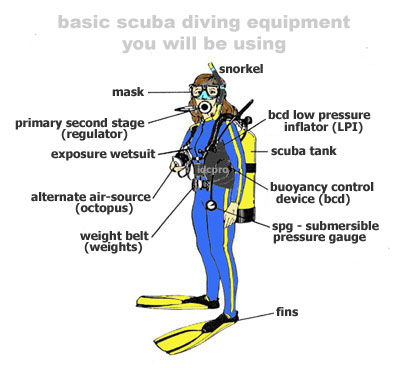 basic scuba diving equipment
you will be using
snorkel
mask
bcd low pressure
inflator (LPI)
primary second stage
(regulator)
exposure wetsuit
scuba tank
idcpro
alternate air-source
(octopus)
buoyancy control
device (bcd)
weight belt
(weights)
spg - submersible
pressure gauge
fins